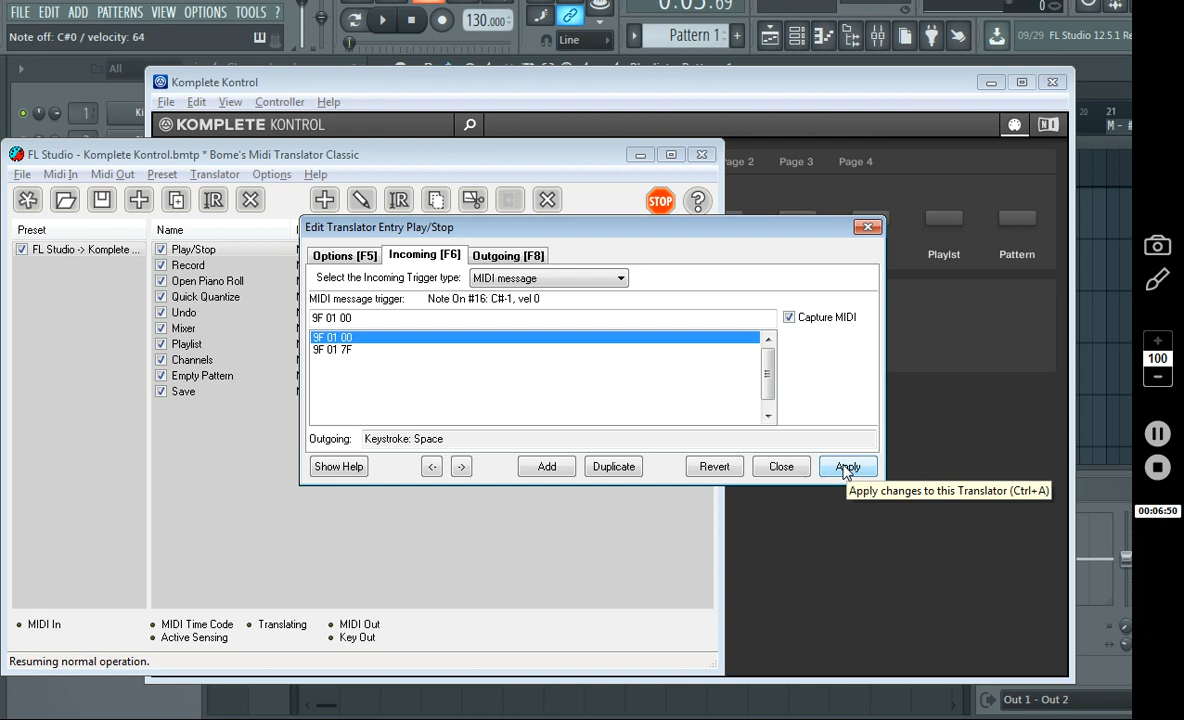 FILE EDIT ADD PATTERNS VIEW OPTIONS TOOLS ?
Note off: C#0 / velocity: 64
130.000
Line
Pattern 1
09/29 FL Studio 12.5.1 Re
All
1
Komplete Kontrol
File Edit View Controller Help
KOMPLETE KONTROL
20 21
Page 3 Page 4
Playlst Pattern
FL Studio - Komplete Kontrol.bmtp * Bome's Midi Translator Classic
File Midi In Midi Out Preset Translator Options Help
STOP
Preset
FL Studio -> Komplete ...
Name
Play/Stop
Record
Open Piano Roll
Quick Quantize
Undo
Mixer
Playlist
Channels
Empty Pattern
Save
Edit Translator Entry Play/Stop
Options [F5] Incoming [F6] Outgoing [F8]
Select the Incoming Trigger type: MIDI message
MIDI message trigger: Note On #16: C#-1, vel 0
9F 01 00
Capture MIDI
9F 01 00
9F 01 7F
Outgoing: Keystroke: Space
Show Help <- -> Add Duplicate Revert Close Apply
Apply changes to this Translator (Ctrl+A)
MIDI In MIDI Time Code Translating MIDI Out
Active Sensing Key Out
Resuming normal operation.
Out 1 - Out 2
100
00:06:50